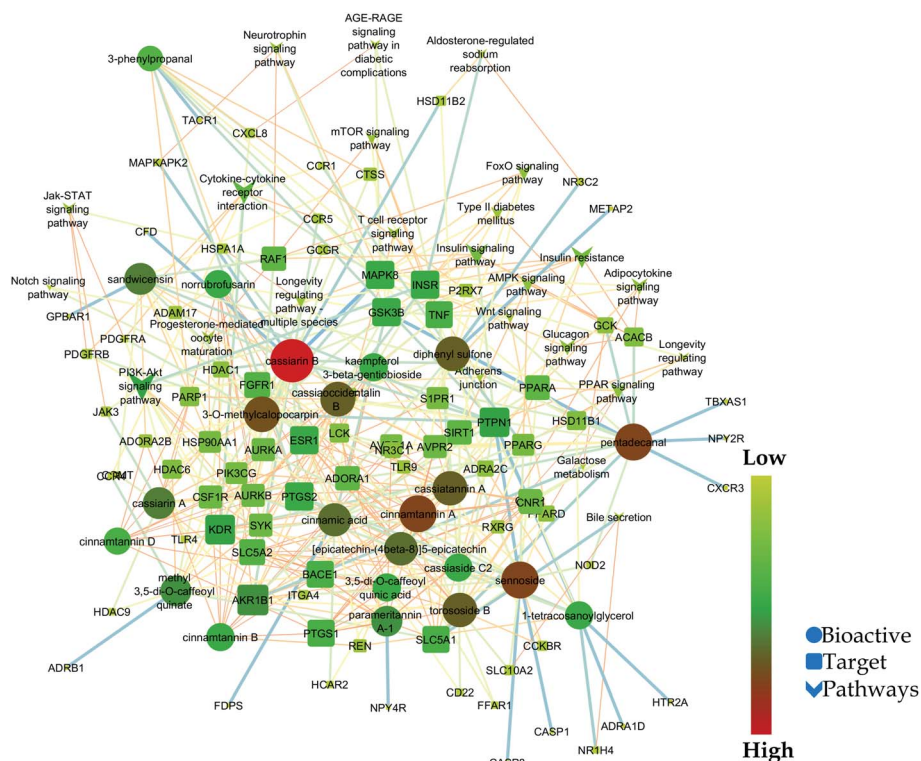 AGE-RAGE
signaling
pathway in
diabetic
complications
Neurotrophin
signaling
pathway
Aldosterone-regulated
sodium
reabsorption
3-phenylpropanal
HSD11B2
TACR1
CXCL8
mTOR signaling
pathway
MAPKAPK2
CCR1
CTSS
FoxO signaling
pathway
NR3C2
Cytokine-cytokine
receptor
interaction
Jak-STAT
signaling
pathway
CCR5
T cell receptor
signaling
pathway
Type II diabetes
mellitus
METAP2
CFD
HSPA1A
RAF1
GCGR
Insulin signaling
pathway
Insulin resistance
sandwicensin
norrubrofusarin
Longevity
regulating
pathway -
multiple species
MAPK8
INSR
P2RX7
AMPK signaling
pathway
Adipocytokine
signaling
pathway
Notch signaling
pathway
GPBAR1
ADAM17
GSK3B
TNF
Wnt signaling
pathway
GCK
ACACB
PDGFRA
Progesterone-mediated
oocyte
maturation
Glucagon
signaling
pathway
Longevity
regulating
pathway
PDGFRB
cassiarin B
kaempferol
3-beta-gentiobioside
diphenyl sulfone
Adherens
junction
PI3K-Akt
signaling
pathway
HDAC1
FGFR1
PPARA
PPAR signaling
pathway
PARP1
cassiaoccidentalin
B
S1PR1
TBXAS1
JAK3
3-O-methylcalopocarpin
PTPN1
HSD11B1
ADORA2B
HSP90AA1
AURKA
ESR1
LCK
NR3C1
AVPR2
SIRT1
PPARG
pentadecanal
NPY2R
HDAC6
PIK3CG
TLR9
ADRA2C
Galactose
metabolism
CCR4
ADORA1
cassiatannin A
CXCR3
cassiarin A
CSF1R
AURKB
PTGS2
CNR1
cinnamtannin A
Bile secretion
cinnamtannin D
KDR
SYK
cinnamic acid
RXRG
TLR4
SLC5A2
[epicatechin-(4beta-8)]5-epicatechin
NOD2
methyl
3,5-di-O-caffeoyl
quinate
BACE1
3,5-di-O-caffeoyl
quinic acid
cassiaside C2
sennoside
ITGA4
HDAC9
AKR1B1
parameritannin
A-1
torososide B
1-tetracosanoylglycerol
cinnamtannin B
PTGS1
REN
SLC5A1
CCKBR
ADRB1
HCAR2
SLC10A2
FDPS
NPY4R
CD22
FFAR1
HTR2A
CASP1
ADRA1D
NR1H4
Low
High
Bioactive
Target
Pathways